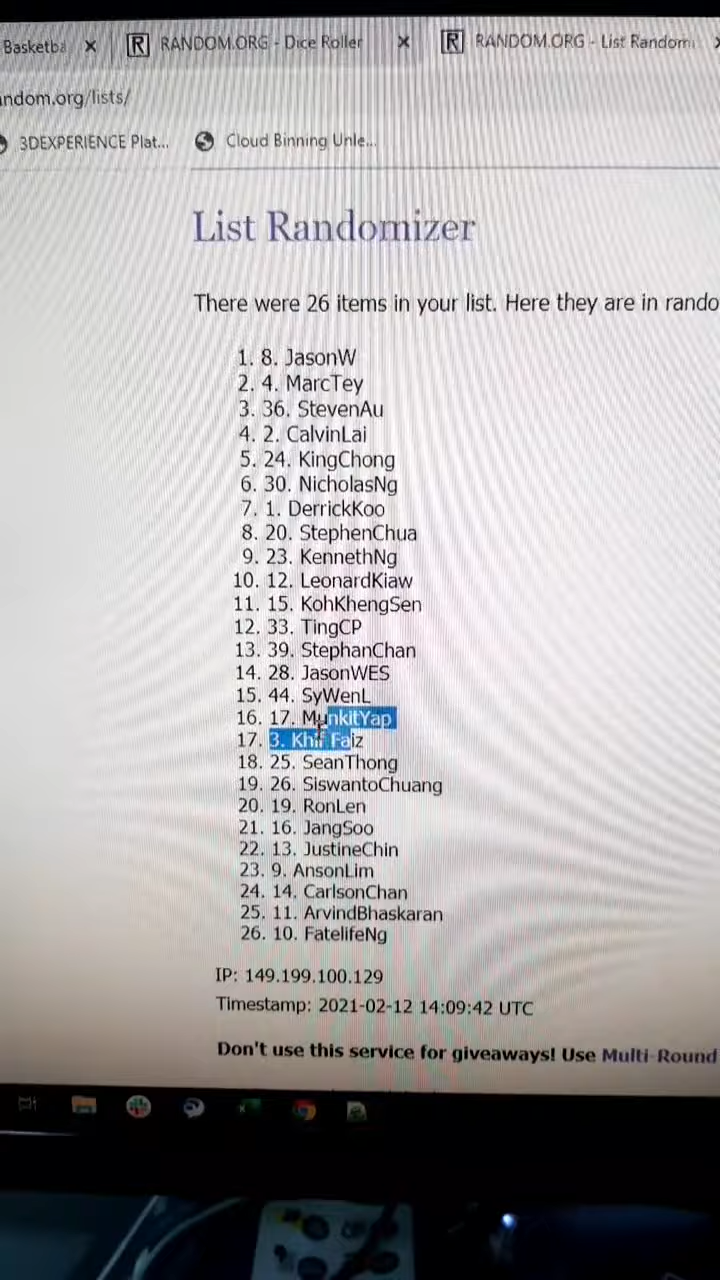 Basketba
RANDOM.ORG - Dice Roller
RANDOM.ORG - List Randomi
ndom.org/lists/
3DEXPERIENCE Plat...
Cloud Binning Unle...
List Randomizer
There were 26 items in your list. Here they are in rando
1. 8. JasonW
2. 4. MarcTey
3. 36. StevenAu
4. 2. CalvinLai
5. 24. KingChong
6. 30. NicholasNg
7. 1. DerrickKoo
8. 20. StephenChua
9. 23. KennethNg
10. 12. LeonardKiaw
11. 15. KohKhengSen
12. 33. TingCP
13. 39. StephanChan
14. 28. JasonWES
15. 44. SyWenL
16. 17. MunkitYap
17. 3. Khif Faiz
18. 25. SeanThong
19. 26. SiswantoChuang
20. 19. RonLen
21. 16. JangSoo
22. 13. JustineChin
23. 9. AnsonLim
24. 14. CarlsonChan
25. 11. ArvindBhaskaran
26. 10. FatelifeNg
IP: 149.199.100.129
Timestamp: 2021-02-12 14:09:42 UTC
Don't use this service for giveaways! Use Multi-Round